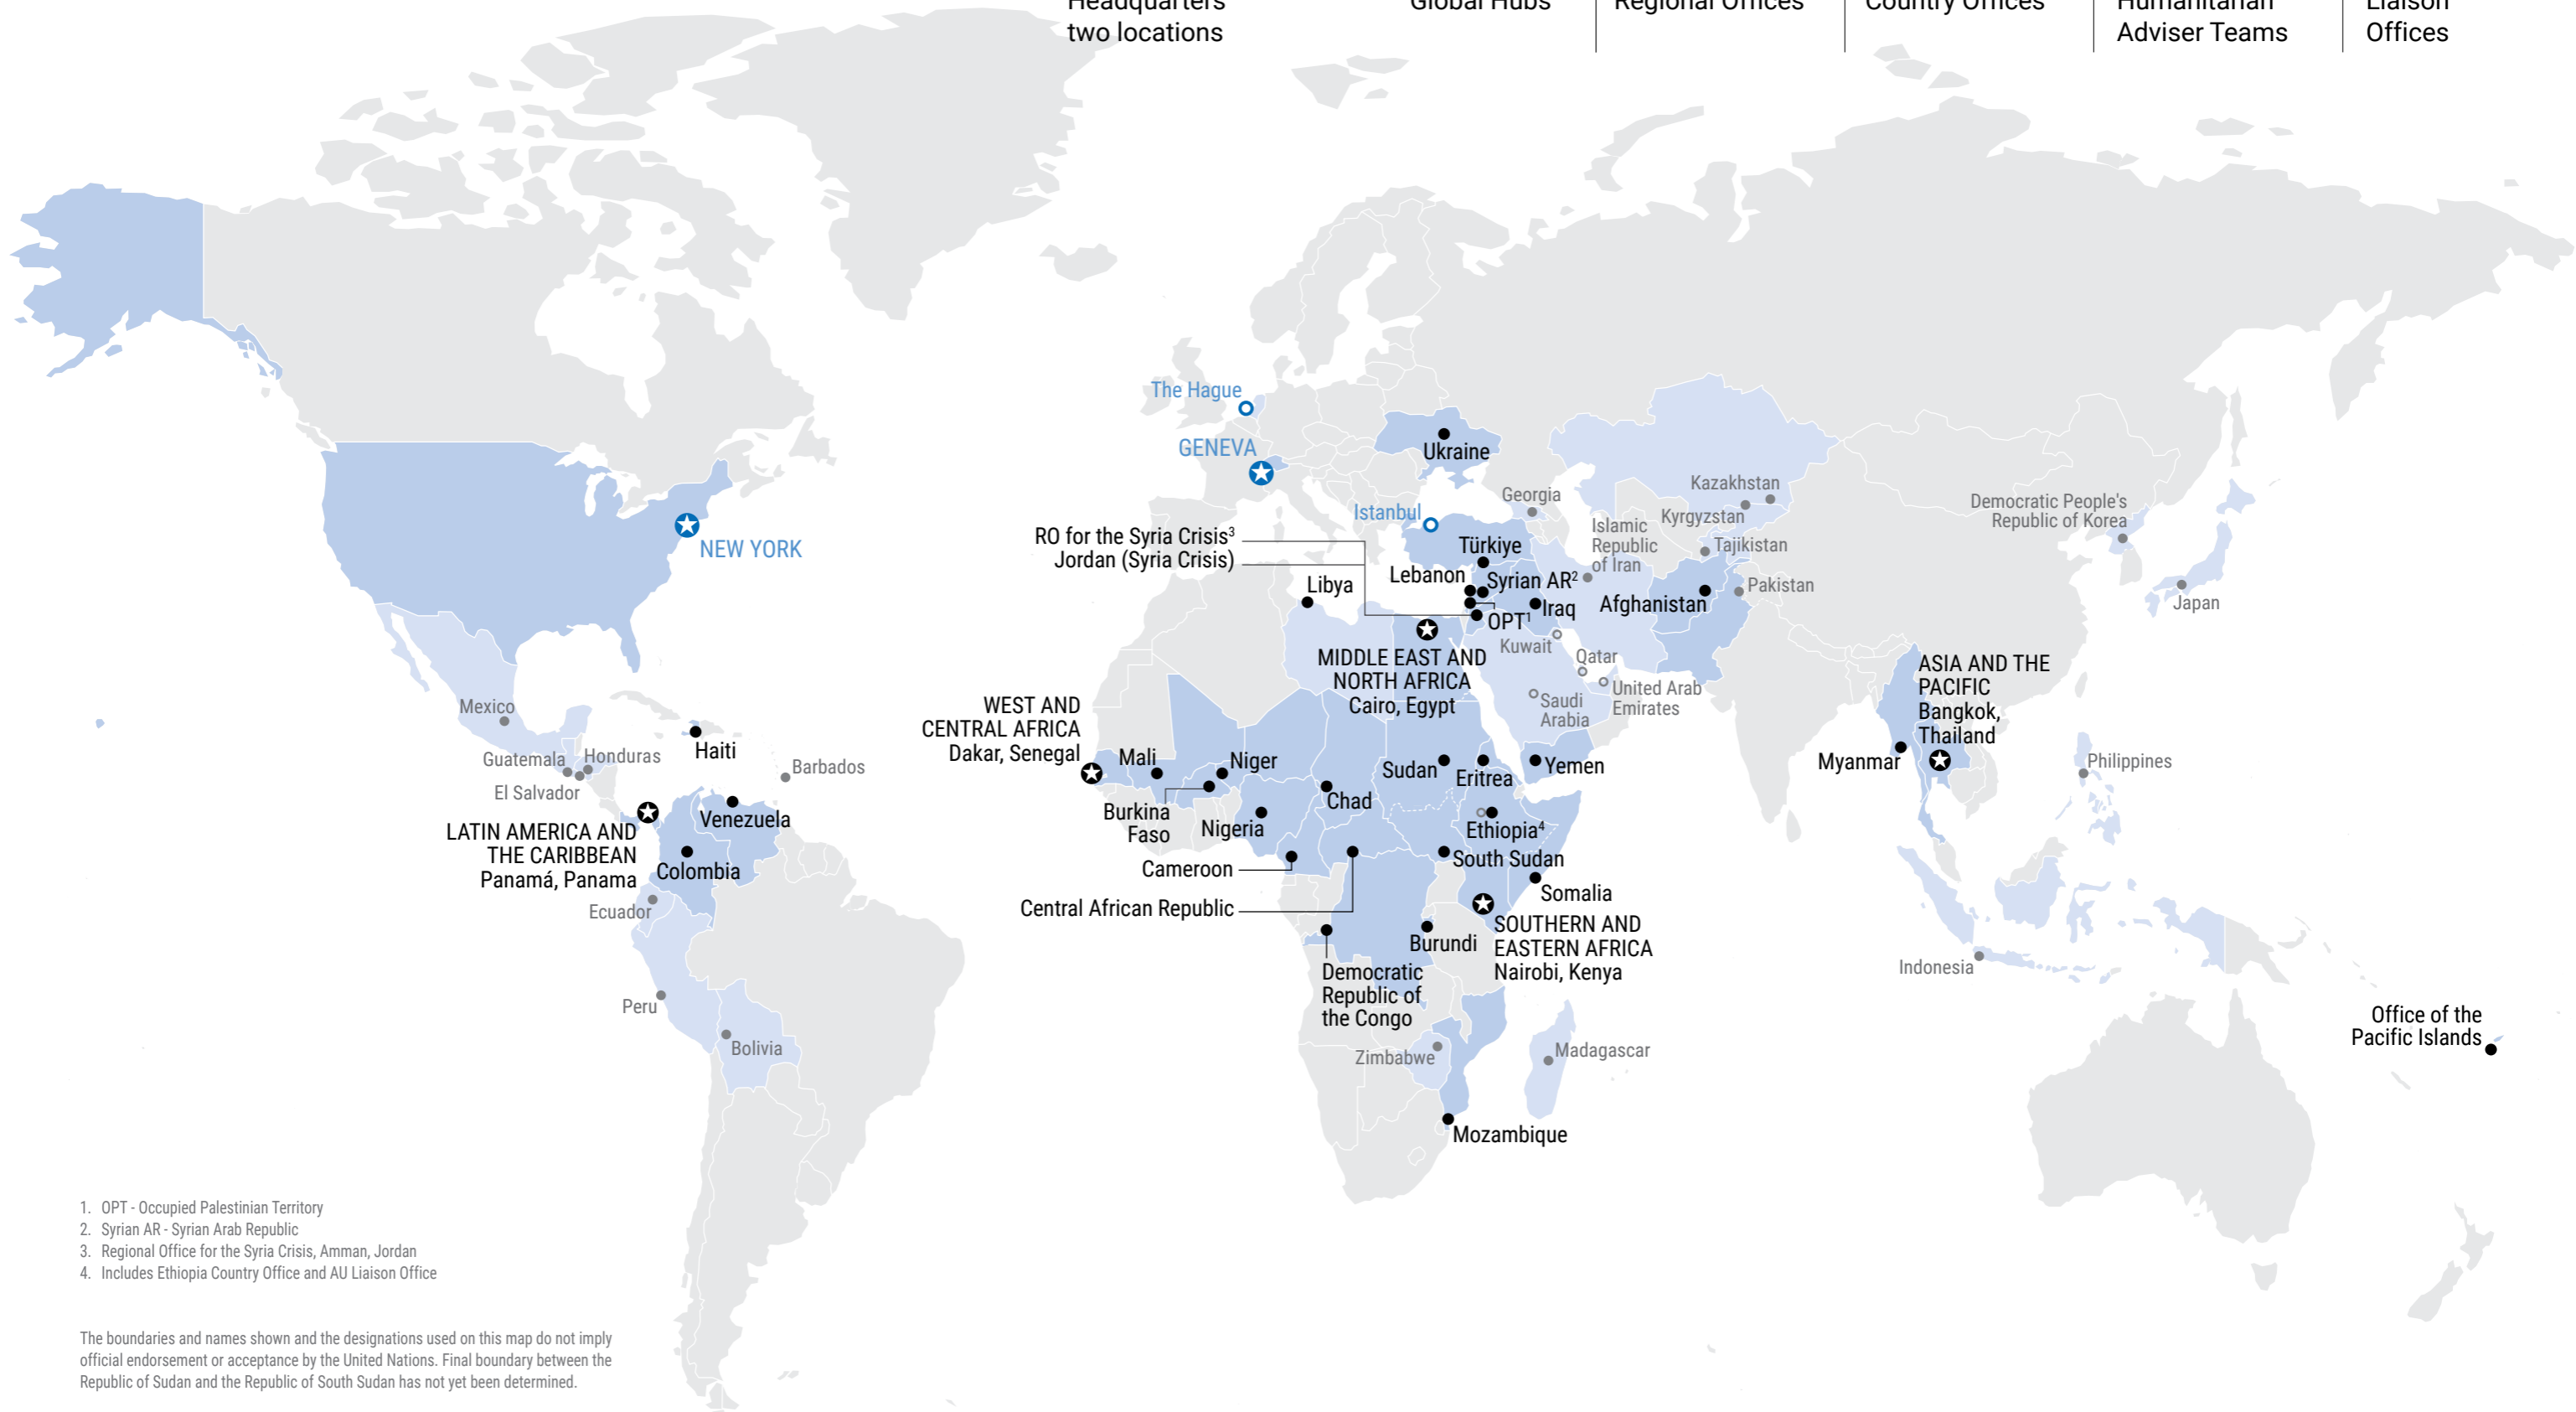 Headquarters
two locations
Global Hubs
Regional Offices
Country Offices
Humanitarian
Adviser Teams
Liaison
Offices
The Hague
GENEVA
Ukraine
Istanbul
Georgia
Kazakhstan
Kyrgyzstan
Tajikistan
Islamic
Republic
of Iran
Democratic People's
Republic of Korea
NEW YORK
RO for the Syria Crisis³
Jordan (Syria Crisis)
Türkiye
Lebanon
Syrian AR²
Libya
Iraq
OPT¹
Afghanistan
Pakistan
Japan
Kuwait
Qatar
United Arab
Emirates
Saudi
Arabia
MIDDLE EAST AND
NORTH AFRICA
Cairo, Egypt
ASIA AND THE
PACIFIC
Bangkok,
Thailand
Myanmar
Philippines
Mexico
Guatemala
Honduras
El Salvador
Haiti
Barbados
WEST AND
CENTRAL AFRICA
Dakar, Senegal
Mali
Niger
Sudan
Eritrea
Yemen
Burkina
Faso
Nigeria
Chad
Ethiopia⁴
LATIN AMERICA AND
THE CARIBBEAN
Panamá, Panama
Venezuela
Colombia
Ecuador
Cameroon
South Sudan
Somalia
Central African Republic
Burundi
SOUTHERN AND
EASTERN AFRICA
Nairobi, Kenya
Democratic
Republic of
the Congo
Indonesia
Peru
Bolivia
Zimbabwe
Madagascar
Mozambique
Office of the
Pacific Islands
1. OPT - Occupied Palestinian Territory
2. Syrian AR - Syrian Arab Republic
3. Regional Office for the Syria Crisis, Amman, Jordan
4. Includes Ethiopia Country Office and AU Liaison Office
The boundaries and names shown and the designations used on this map do not imply
official endorsement or acceptance by the United Nations. Final boundary between the
Republic of Sudan and the Republic of South Sudan has not yet been determined.